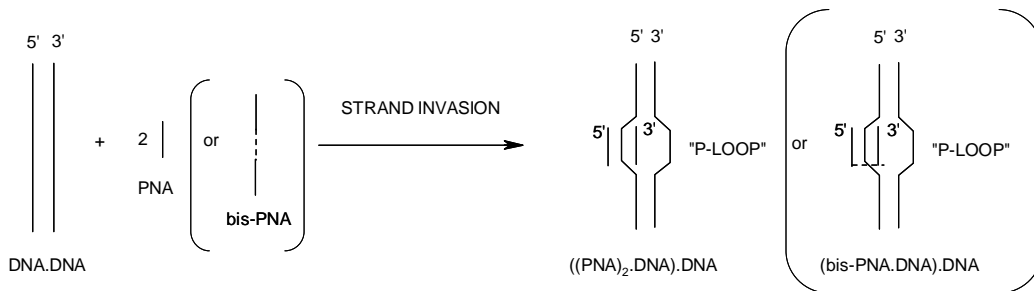 5' 3'
+ 2 PNA
or
bis-PNA
DNA.DNA
STRAND INVASION
5' 3'
5' 3'
"P-LOOP"
((PNA)2.DNA).DNA
or
5' 3'
5' 3'
"P-LOOP"
(bis-PNA.DNA).DNA